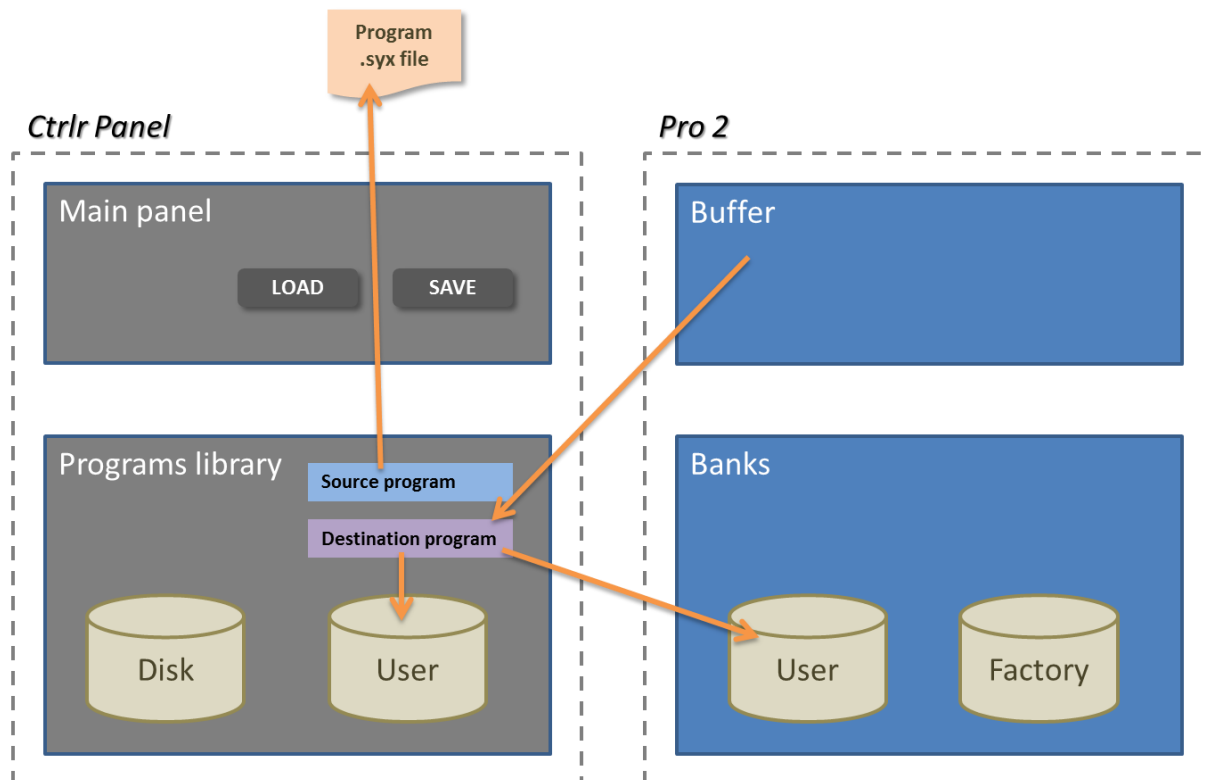 Program
.syx file
Ctrlr Panel
Pro 2
Main panel
Buffer
LOAD
SAVE
Programs library
Banks
Source program
Destination program
Disk
User
User
Factory